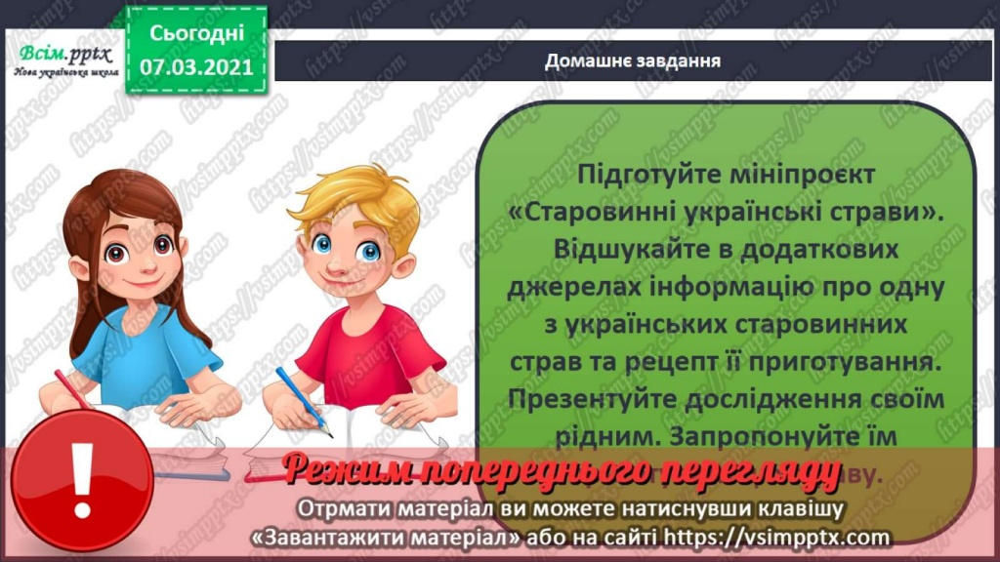 Сьогодні
07.03.2021
Всім.pptx
Нова українська школа
Домашнє завдання
Підготуйте мініпроєкт
«Старовинні українські страви».
Відшукайте в додаткових
джерелах інформацію про одну
з українських старовинних
страв та рецепт її приготування.
Презентуйте дослідження своїм
рідним. Запропонуйте їм
Режим попереднього перегляду
Отрмати матеріал ви можете натиснувши клавішу
«Завантажити матеріал» або на сайті https://vsimpptx.com